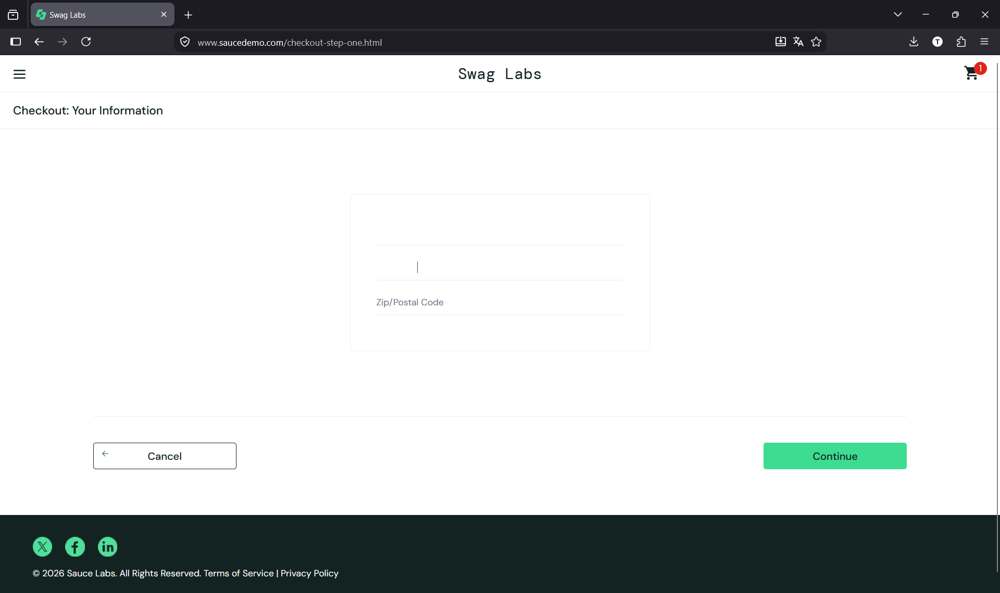 Swag Labs
www.saucedemo.com/checkout-step-one.html
T
Swag Labs
1
Checkout: Your Information
Zip/Postal Code
Cancel
Continue
© 2026 Sauce Labs. All Rights Reserved. Terms of Service | Privacy Policy